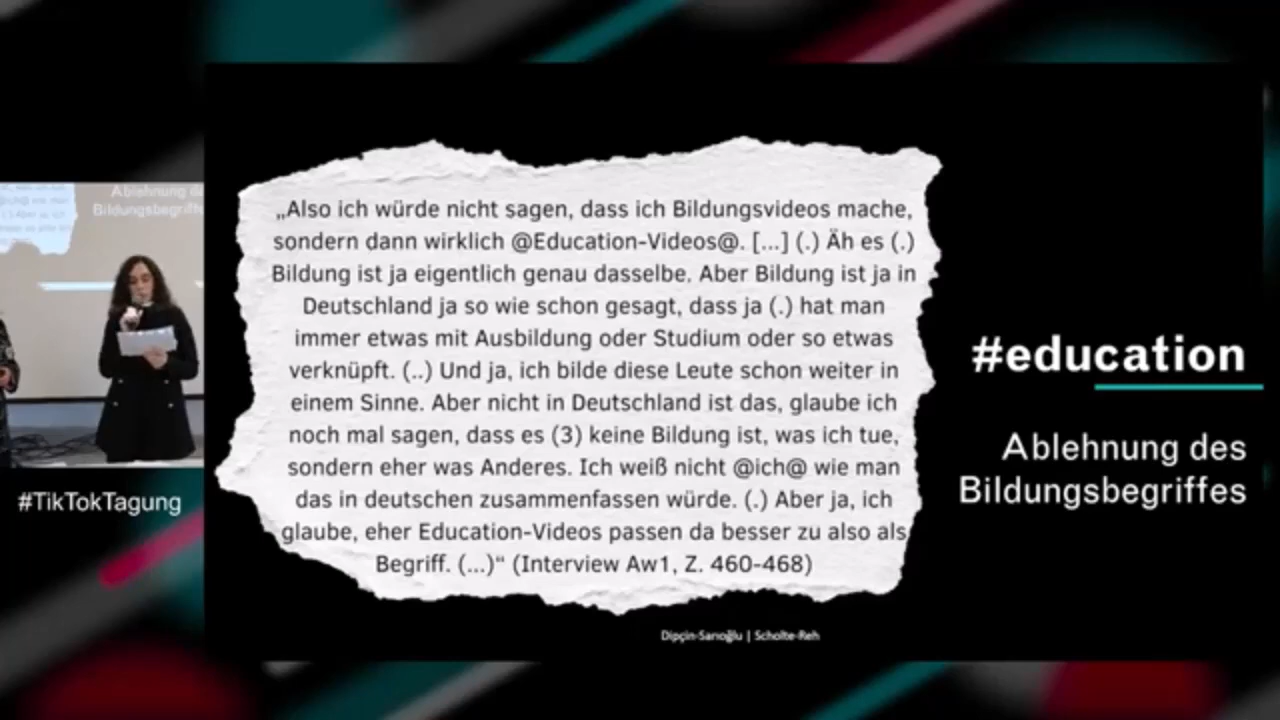 „Also ich würde nicht sagen, dass ich Bildungsvideos mache,
sondern dann wirklich @Education-Videos@. [...] (.) Äh es (.)
Bildung ist ja eigentlich genau dasselbe. Aber Bildung ist ja in
Deutschland ja so wie schon gesagt, dass ja (.) hat man
immer etwas mit Ausbildung oder Studium oder so etwas
verknüpft. (..) Und ja, ich bilde diese Leute schon weiter in
einem Sinne. Aber nicht in Deutschland ist das, glaube ich
noch mal sagen, dass es (3) keine Bildung ist, was ich tue,
sondern eher was Anderes. Ich weiß nicht @ich@ wie man
das in deutschen zusammenfassen würde. (.) Aber ja, ich
glaube, eher Education-Videos passen da besser zu also als
Begriff. (...)“ (Interview Aw1, Z. 460-468)
Dipçin-Sarıoğlu | Scholte-Reh
#education
Ablehnung des
Bildungsbegriffes
Ablehnung d
Bildungsbegriffe
#TikTokTagung